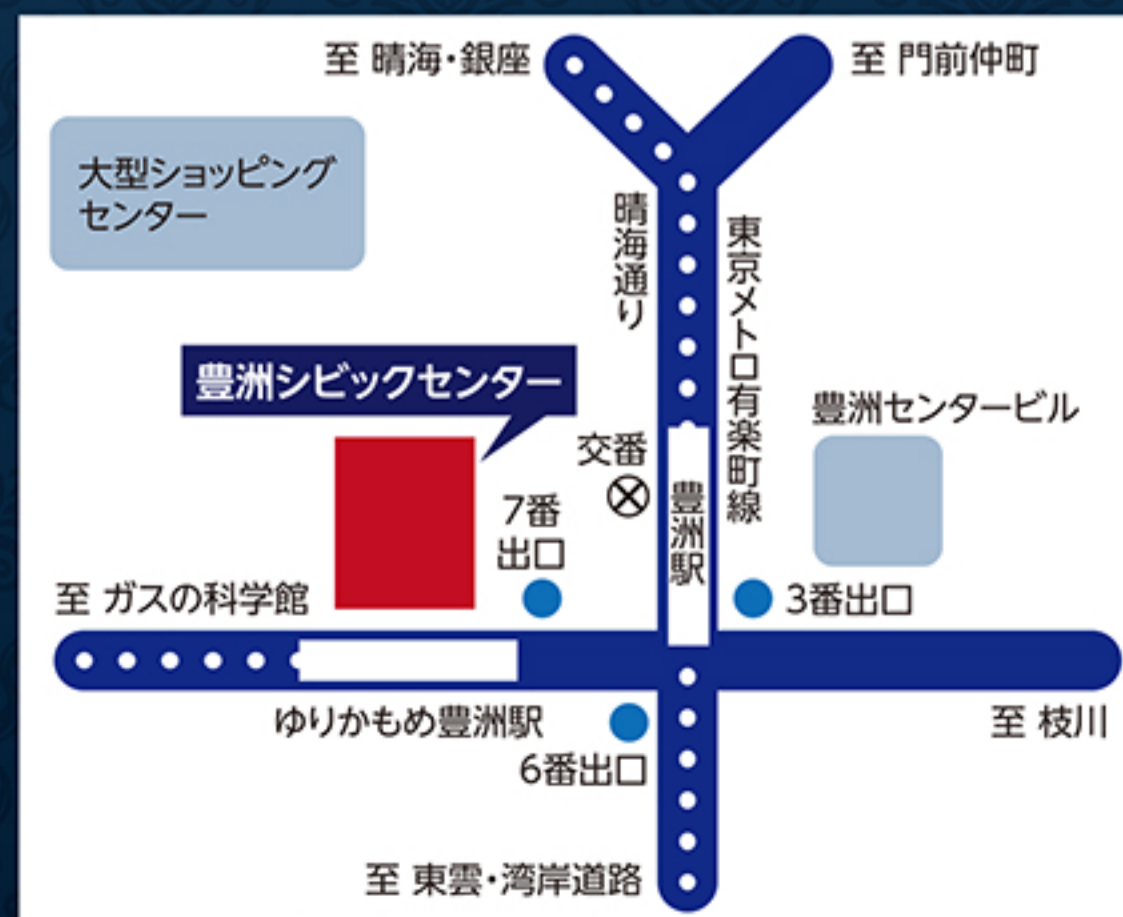 至 晴海・銀座
至 門前仲町
大型ショッピング
センター
晴海通り
東京メトロ有楽町線
豊洲シビックセンター
豊洲センタービル
交番
豊洲駅
7番
出口
至 ガスの科学館
3番出口
ゆりかもめ豊洲駅
至 枝川
6番出口
至 東雲・湾岸道路